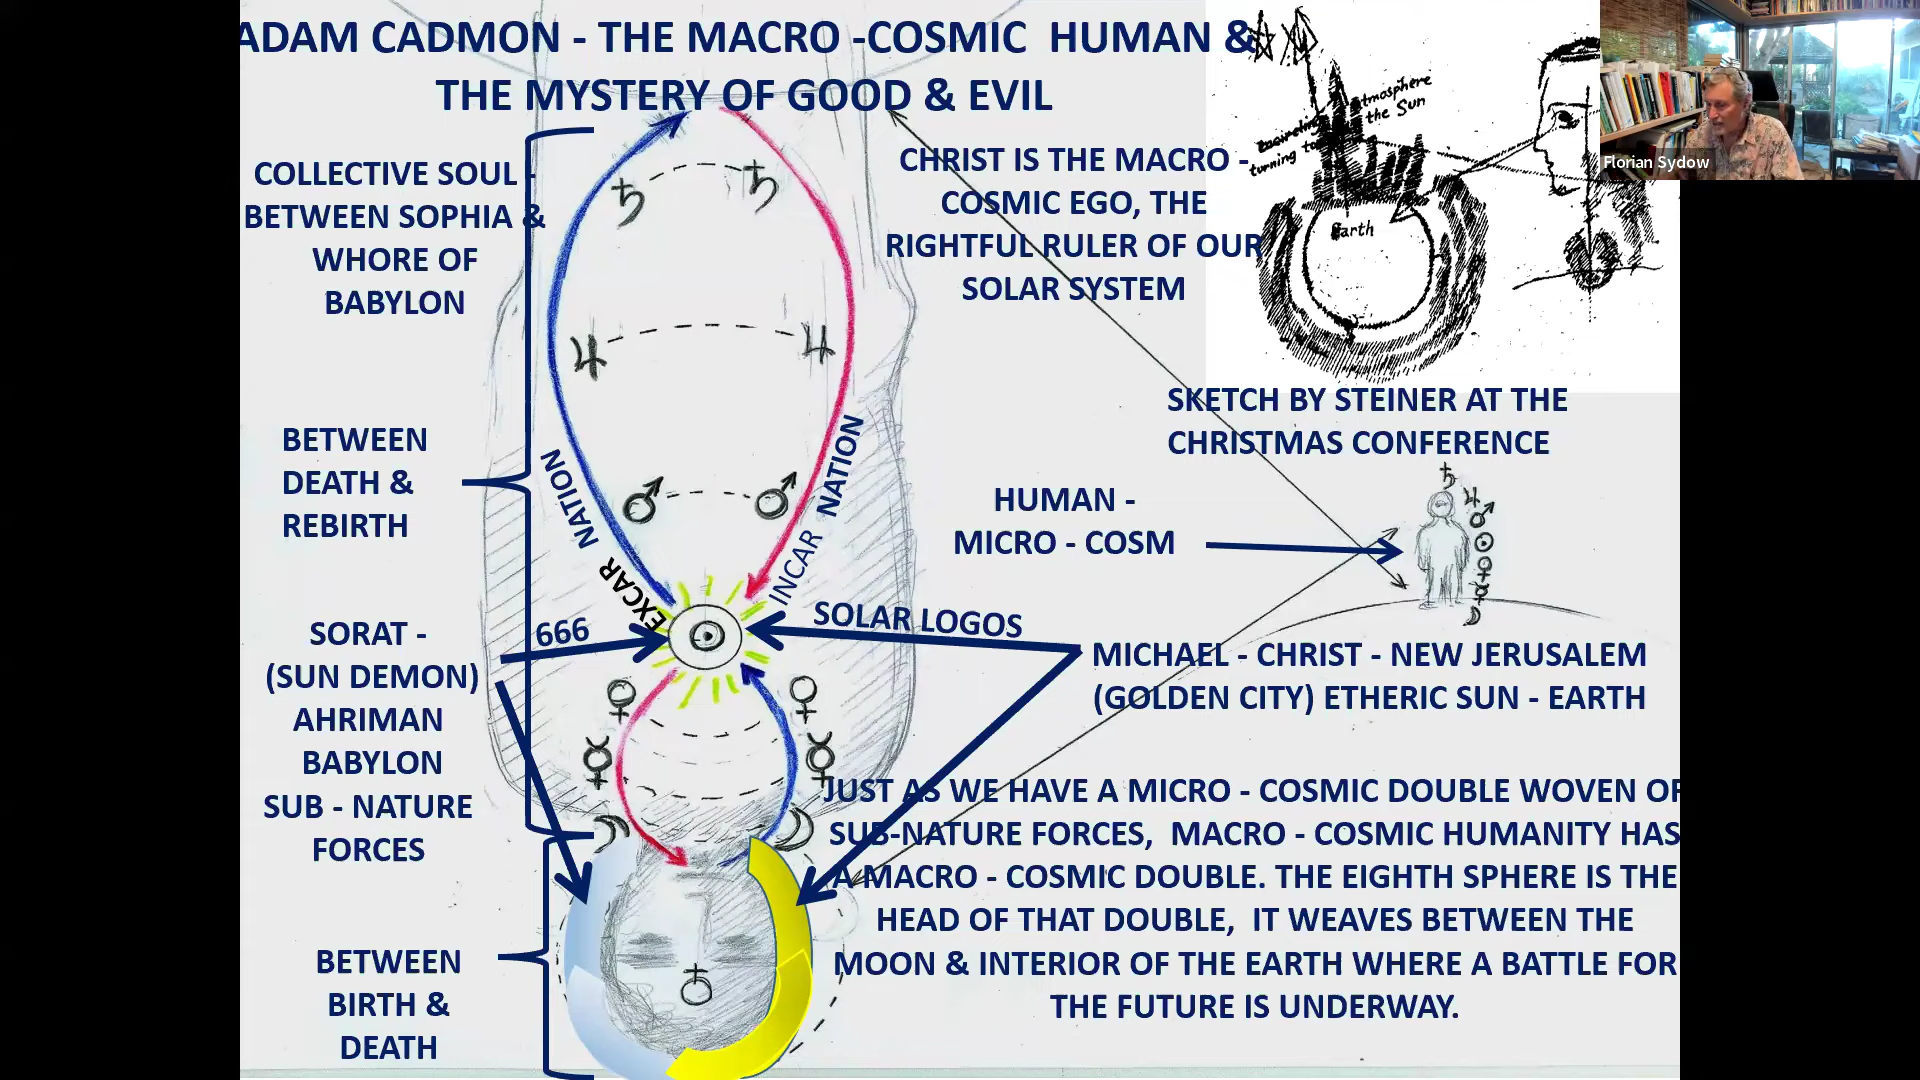 ADAM CADMON - THE MACRO -COSMIC HUMAN &
THE MYSTERY OF GOOD & EVIL
COLLECTIVE SOUL -
BETWEEN SOPHIA &
WHORE OF
BABYLON
BETWEEN
DEATH &
REBIRTH
SORAT -
(SUN DEMON)
AHRIMAN
BABYLON
SUB - NATURE
FORCES
BETWEEN
BIRTH &
DEATH
EXCAR NATION
INCAR NATION
666
SOLAR LOGOS
CHRIST IS THE MACRO -
COSMIC EGO, THE
RIGHTFUL RULER OF OUR
SOLAR SYSTEM
atmosphere
the Sun
turning to
Earth
Florian Sydow
SKETCH BY STEINER AT THE
CHRISTMAS CONFERENCE
HUMAN -
MICRO - COSM
MICHAEL - CHRIST - NEW JERUSALEM
(GOLDEN CITY) ETHERIC SUN - EARTH
JUST AS WE HAVE A MICRO - COSMIC DOUBLE WOVEN OF
SUB-NATURE FORCES, MACRO - COSMIC HUMANITY HAS
A MACRO - COSMIC DOUBLE. THE EIGHTH SPHERE IS THE
HEAD OF THAT DOUBLE, IT WEAVES BETWEEN THE
MOON & INTERIOR OF THE EARTH WHERE A BATTLE FOR
THE FUTURE IS UNDERWAY.